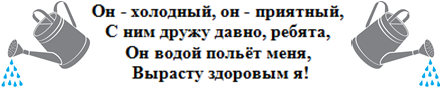 Он - холодный, он - приятный,
С ним дружу давно, ребята,
Он водой польёт меня,
Вырасту здоровым я!